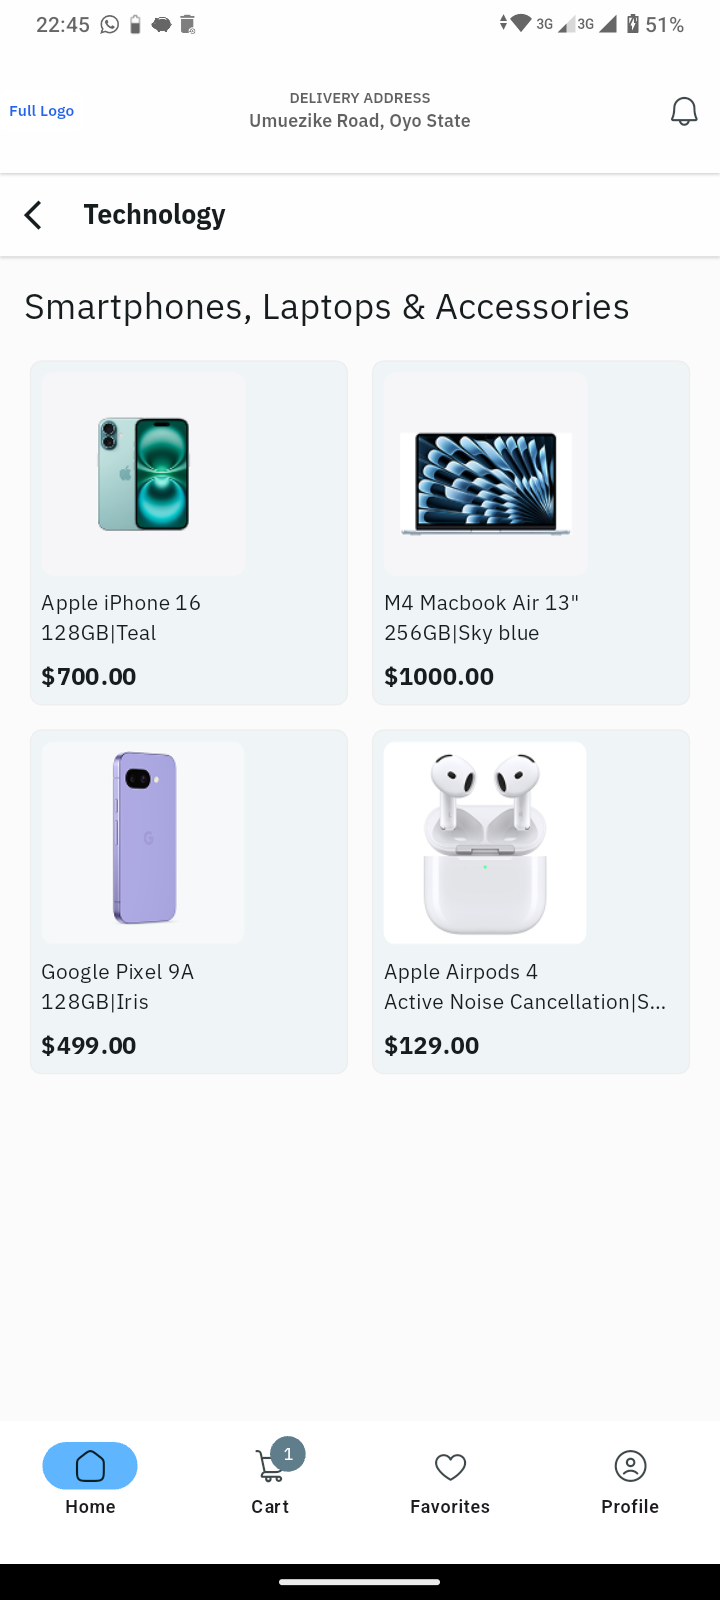 22:45 3G 3G 51%
Full Logo
DELIVERY ADDRESS
Umuezike Road, Oyo State
Technology
Smartphones, Laptops & Accessories
Apple iPhone 16
128GB|Teal
$700.00
M4 Macbook Air 13"
256GB|Sky blue
$1000.00
Google Pixel 9A
128GB|Iris
$499.00
Apple Airpods 4
Active Noise Cancellation|S...
$129.00
1
Home
Cart
Favorites
Profile